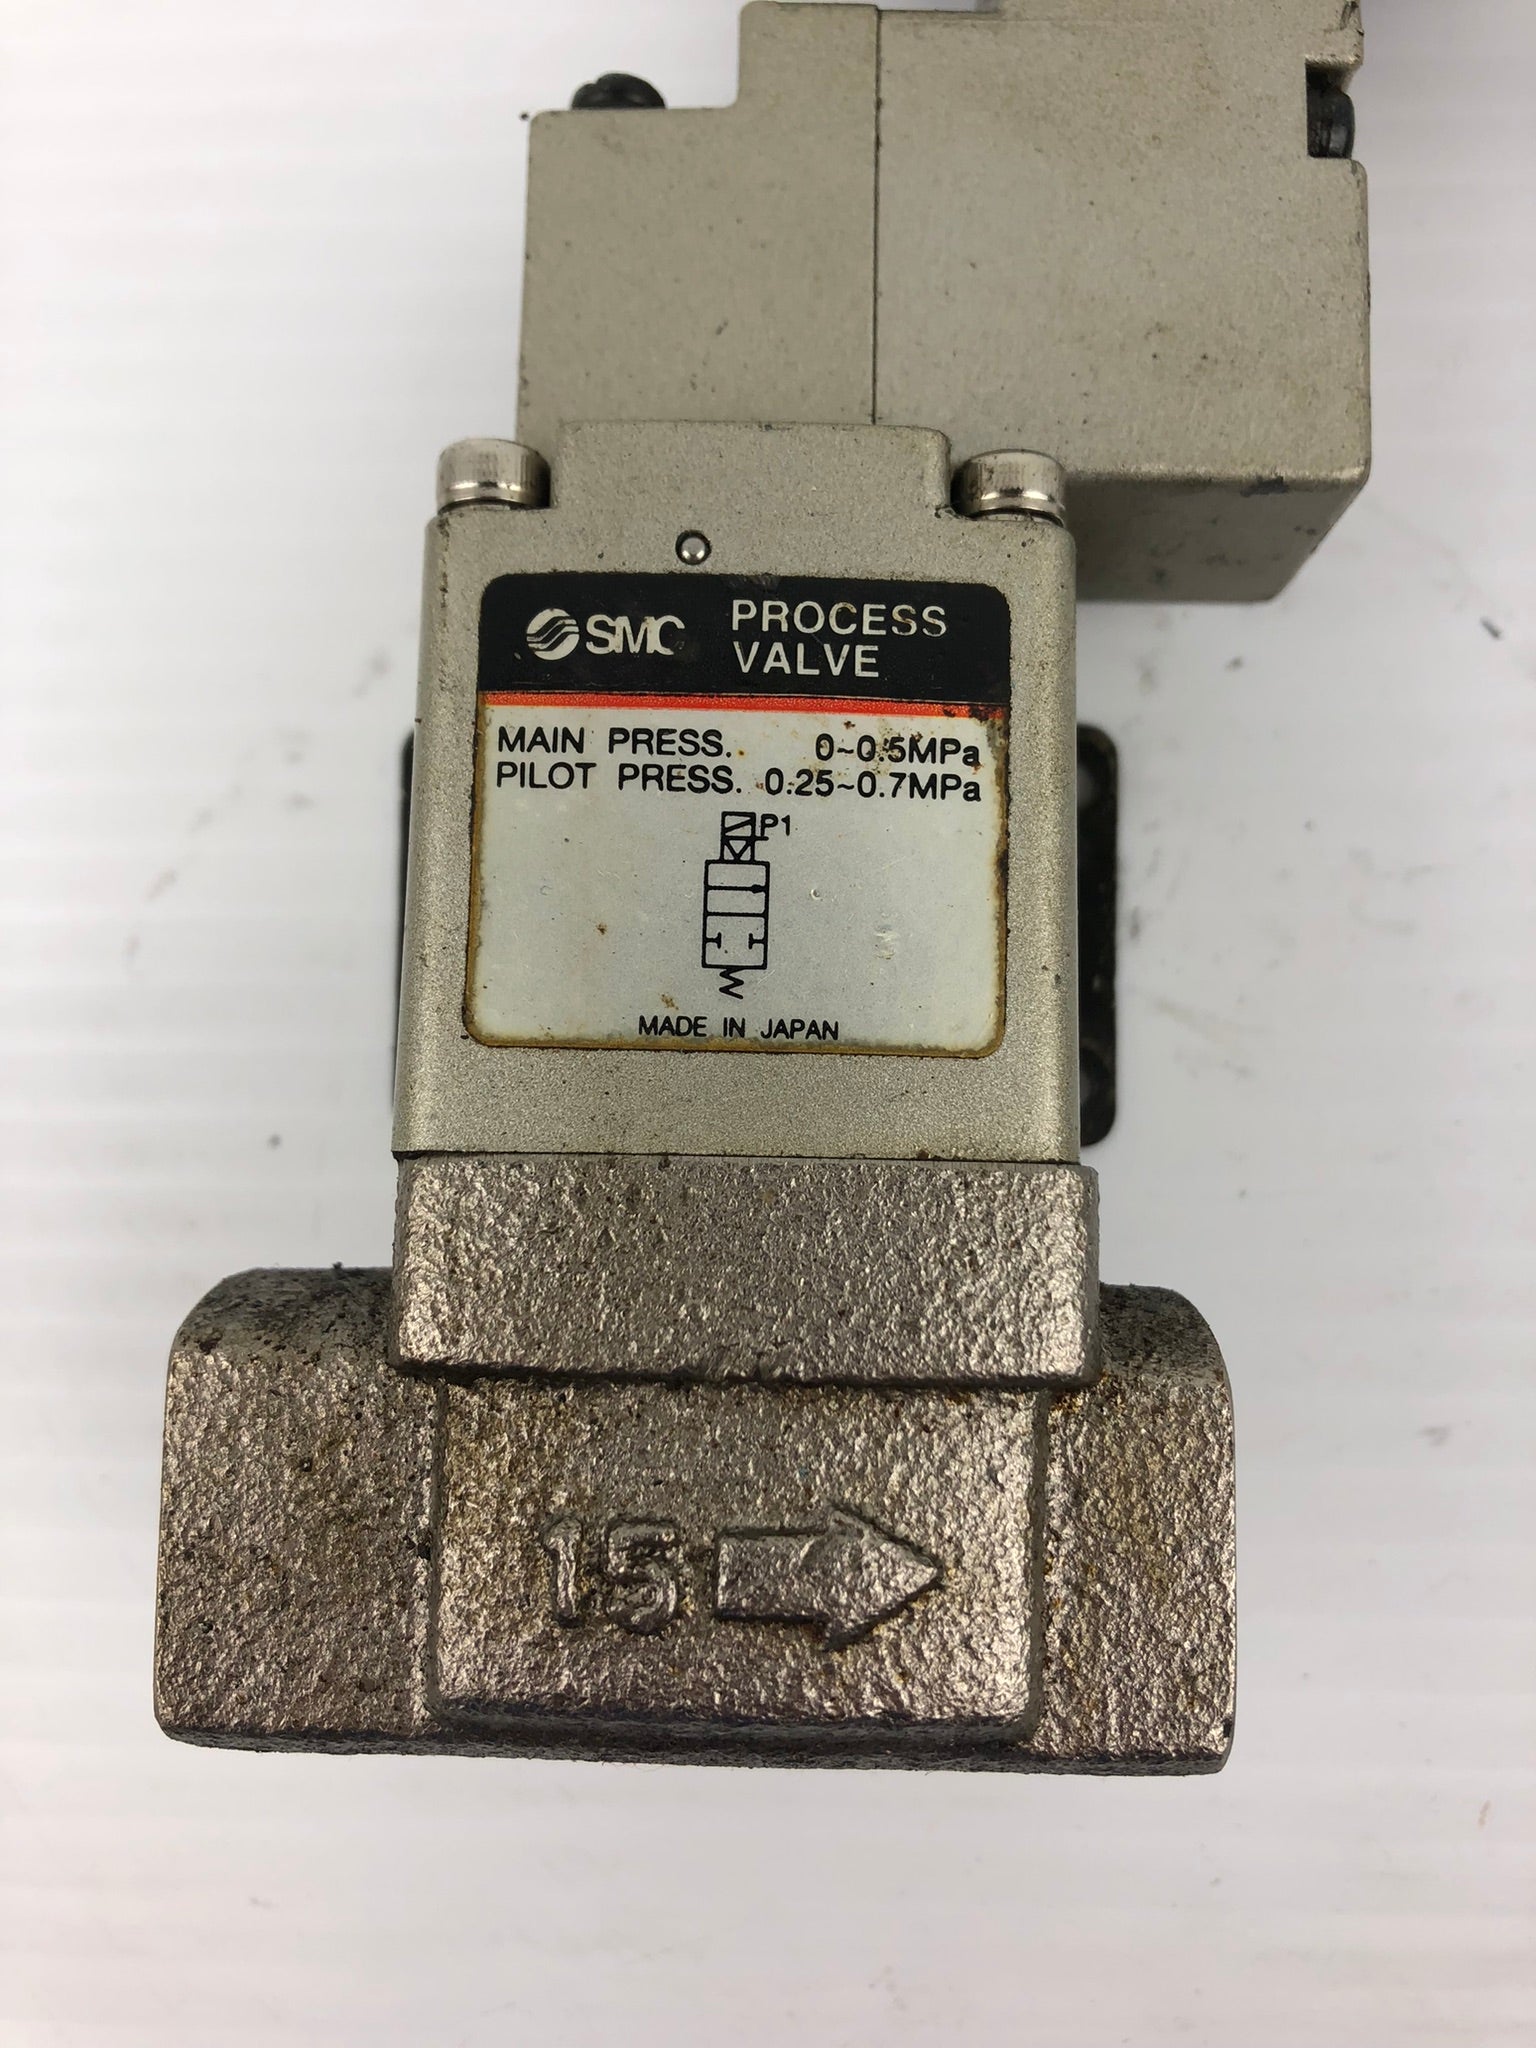 SMC PROCESS
VALVE
MAIN PRESS. 0~0.5MPa
PILOT PRESS. 0.25~0.7MPa
P1
MADE IN JAPAN
15